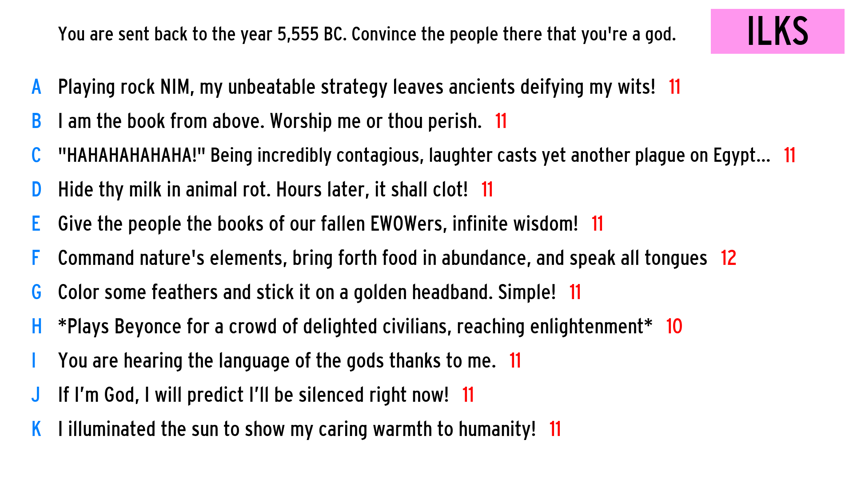 You are sent back to the year 5,555 BC. Convince the people there that you're a god.
ILKS
A Playing rock NIM, my unbeatable strategy leaves ancients deifying my wits! 11
B I am the book from above. Worship me or thou perish. 11
C "HAHAHAHAHAHA!" Being incredibly contagious, laughter casts yet another plague on Egypt... 11
D Hide thy milk in animal rot. Hours later, it shall clot! 11
E Give the people the books of our fallen EWOWers, infinite wisdom! 11
F Command nature's elements, bring forth food in abundance, and speak all tongues 12
G Color some feathers and stick it on a golden headband. Simple! 11
H *Plays Beyonce for a crowd of delighted civilians, reaching enlightenment* 10
I You are hearing the language of the gods thanks to me. 11
J If I’m God, I will predict I’ll be silenced right now! 11
K I illuminated the sun to show my caring warmth to humanity! 11